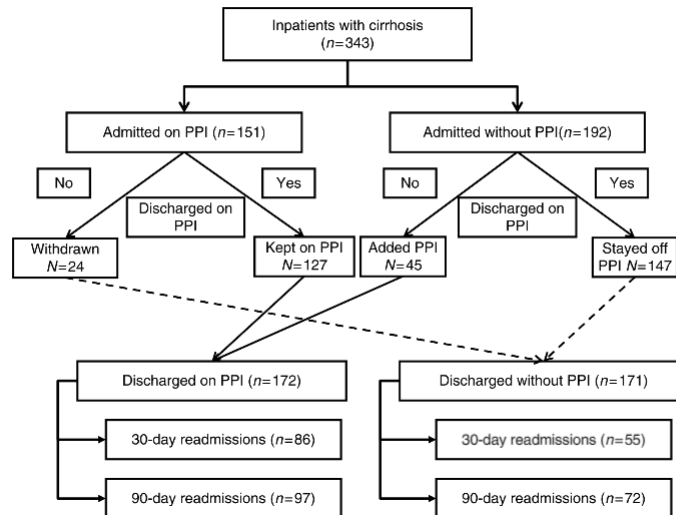 Inpatients with cirrhosis
(n=343)
Admitted on PPI (n=151)
Admitted without PPI(n=192)
No
Yes
No
Yes
Discharged on
PPI
Discharged on
PPI
Withdrawn
N=24
Kept on PPI
N=127
Added PPI
N=45
Stayed off
PPI N=147
Discharged on PPI (n=172)
Discharged without PPI (n=171)
30-day readmissions (n=86)
30-day readmissions (n=55)
90-day readmissions (n=97)
90-day readmissions (n=72)